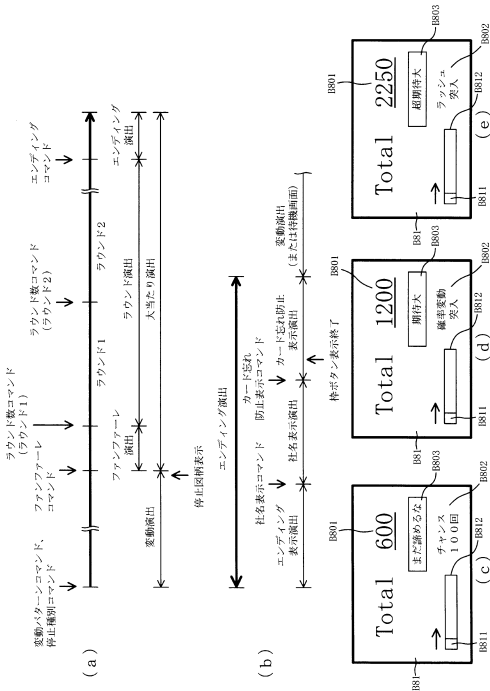 (a)
変動パターンコマンド、
停止種別コマンド
ファンファーレ
コマンド
ラウンド数コマンド
(ラウンド1)
ラウンド数コマンド
(ラウンド2)
エンディング
コマンド
ラウンド1
ラウンド2
変動演出
ファンファーレ
演出
ラウンド演出
エンディング
演出
大当たり演出
停止図柄表示
(b)
エンディング演出
社名表示コマンド
カード忘れ
防止表示コマンド
エンディング
表示演出
社名表示演出
カード忘れ防止
表示演出
変動演出
(または待機画面)
枠ボタン表示終了
(c)
B81
B801
Total 600
まだ諦めるな
B803
チャンス
100回
B802
B812
B811
(d)
B81
B801
Total 1200
期待大
B803
確率変動
突入
B802
B812
B811
(e)
B81
B801
Total 2250
超期待大
B803
ラッシュ
突入
B802
B812
B811